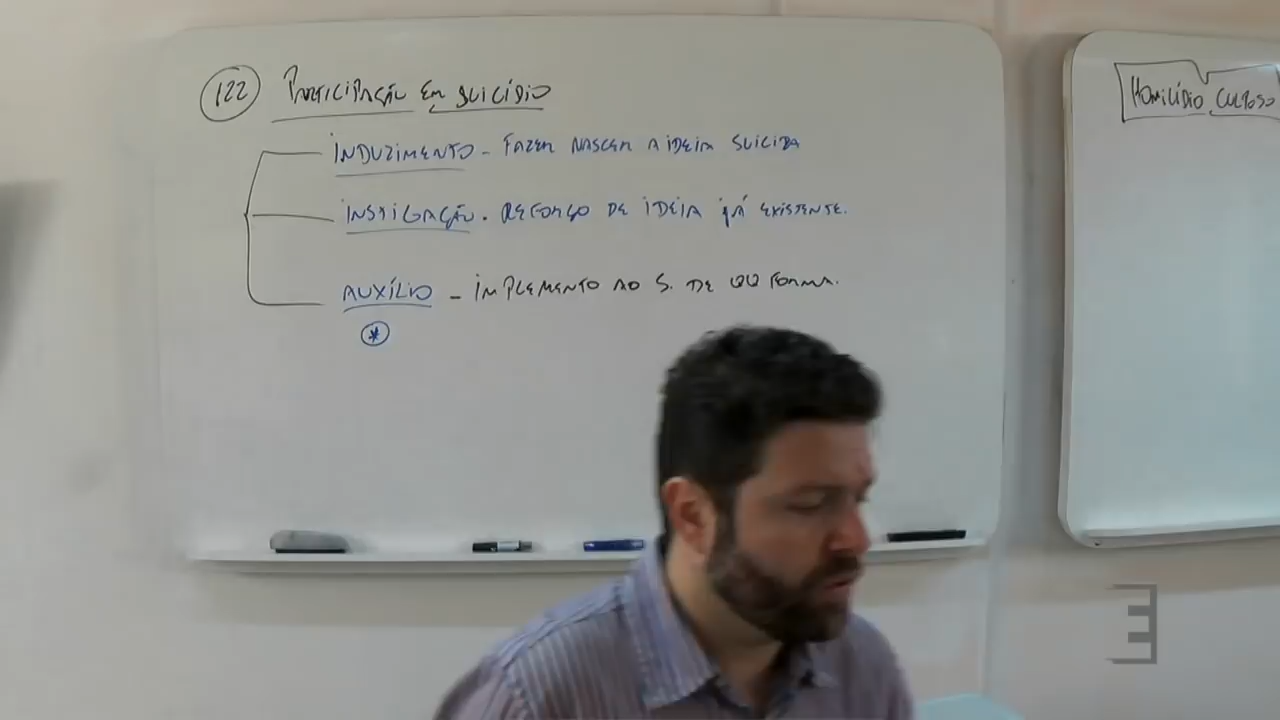 122 PARTICIPAÇÃO EM SUICÍDIO
INDUZIMENTO - FAZER NASCER A IDEIA SUICIDA
INSTIGAÇÃO. REFORÇO DE IDEIA JÁ EXISTENTE.
AUXÍLIO - IMPLEMENTO AO S. DE QQ FORMA.
*
HOMICÍDIO CULPOSO
E